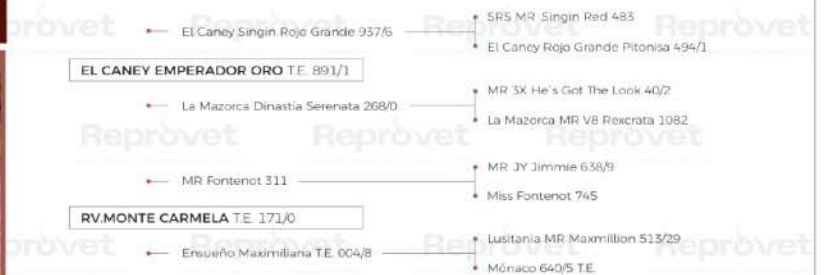 SRS MR Singin Red 483
El Caney Singin Rojo Grande 937/6
El Caney Rojo Grande Pitonisa 494/1
EL CANEY EMPERADOR ORO T.E. 891/1
MR 3X He's Got The Look 40/2
La Mazorca Dinastía Serenata 268/0
La Mazorca MR V8 Rexcrata 1082
Reprovet Reprovet Reprovet
MR JY Jimmie 638/9
MR Fontenot 311
Miss Fontenot 745
RV.MONTE CARMELA T.E. 171/0
Lusitania MR Maxmillion 513/29
Ensueño Maximiliana T.E. 004/8
Mónaco 640/5 T.E.